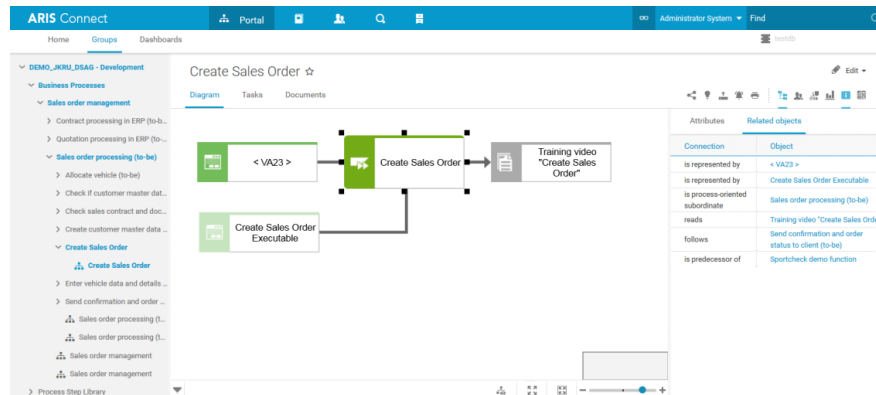 ARIS Connect
Portal
Administrator System
Find
Home
Groups
Dashboards
testdb
DEMO_JKRU_DSAG - Development
Business Processes
Sales order management
Contract processing in ERP (to-b...
Quotation processing in ERP (to-...
Sales order processing (to-be)
Allocate vehicle (to-be)
Check if customer master dat...
Check sales contract and doc...
Create customer master data ...
Create Sales Order
Create Sales Order
Enter vehicle data and details ...
Send confirmation and order ...
Sales order processing (t...
Sales order processing (t...
Sales order management
Sales order management
Process Step Library
Create Sales Order
Edit
Diagram
Tasks
Documents
< VA23 >
Create Sales Order
Training video
"Create Sales
Order"
Create Sales Order
Executable
Attributes
Related objects
Connection
Object
is represented by
< VA23 >
is represented by
Create Sales Order Executable
is process-oriented
subordinate
Sales order processing (to-be)
reads
Training video "Create Sales Orde
follows
Send confirmation and order
status to client (to-be)
is predecessor of
Sportcheck demo function